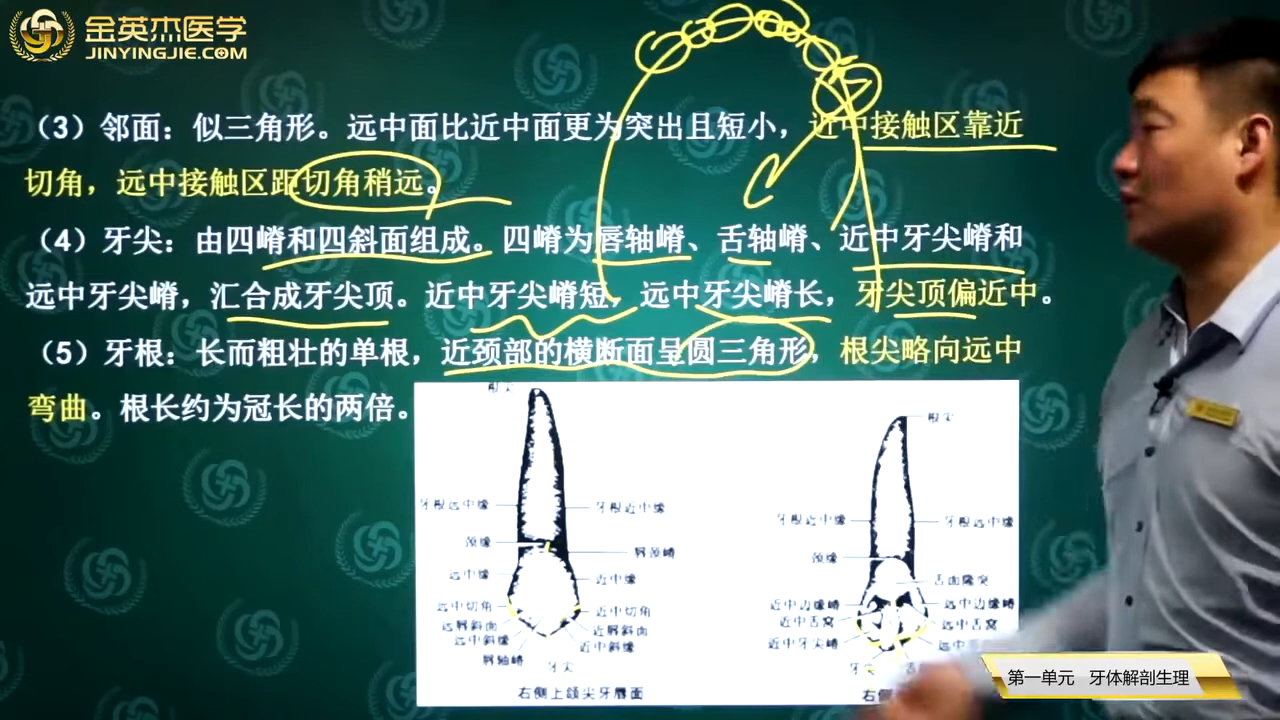 金英杰医学
JINYINGJIE.COM
（3）邻面：似三角形。远中面比近中面更为突出且短小，近中接触区靠近
切角，远中接触区距切角稍远。
（4）牙尖：由四嵴和四斜面组成。四嵴为唇轴嵴、舌轴嵴、近中牙尖嵴和
远中牙尖嵴，汇合成牙尖顶。近中牙尖嵴短，远中牙尖嵴长，牙尖顶偏近中。
（5）牙根：长而粗壮的单根，近颈部的横断面呈圆三角形，根尖略向远中
弯曲。根长约为冠长的两倍。
根尖
牙根远中缘
牙根近中缘
颈缘
唇颈嵴
远中缘
近中缘
远中切角
近中切角
远唇斜面
近唇斜面
远中斜缘
近中斜缘
唇轴嵴
牙尖
右侧上颌尖牙唇面
根尖
牙根近中缘
牙根远中缘
颈缘
舌面隆突
近中边缘嵴
远中边缘嵴
近中舌窝
远中舌窝
近中牙尖嵴
远中
牙尖
右侧
第一单元 牙体解剖生理